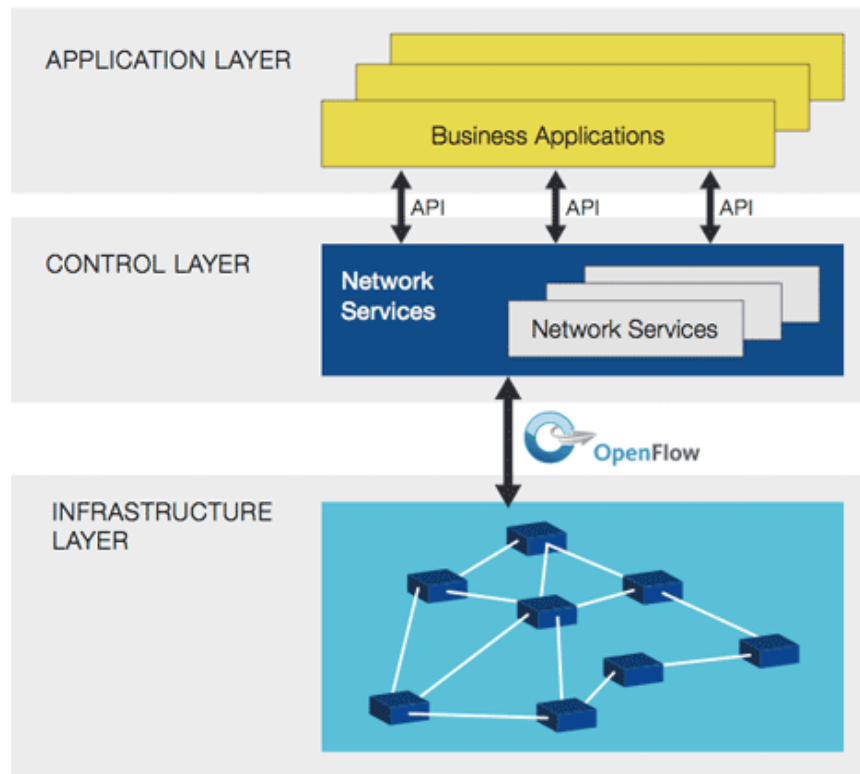 APPLICATION LAYER
Business Applications
API
API
API
CONTROL LAYER
Network
Services
Network Services
OpenFlow
INFRASTRUCTURE
LAYER